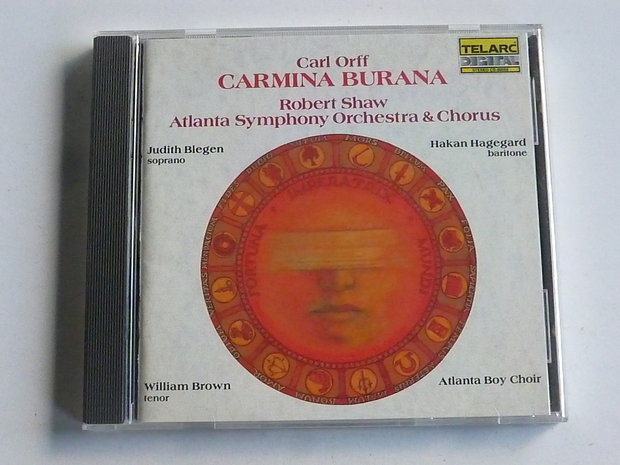 TELARC
DIGITAL
Carl Orff
CARMINA BURANA
Robert Shaw
Atlanta Symphony Orchestra & Chorus
Judith Blegen
soprano
Hakan Hagegard
baritone
FORTUNA IMPERATRIX MUNDI
William Brown
tenor
Atlanta Boy Choir